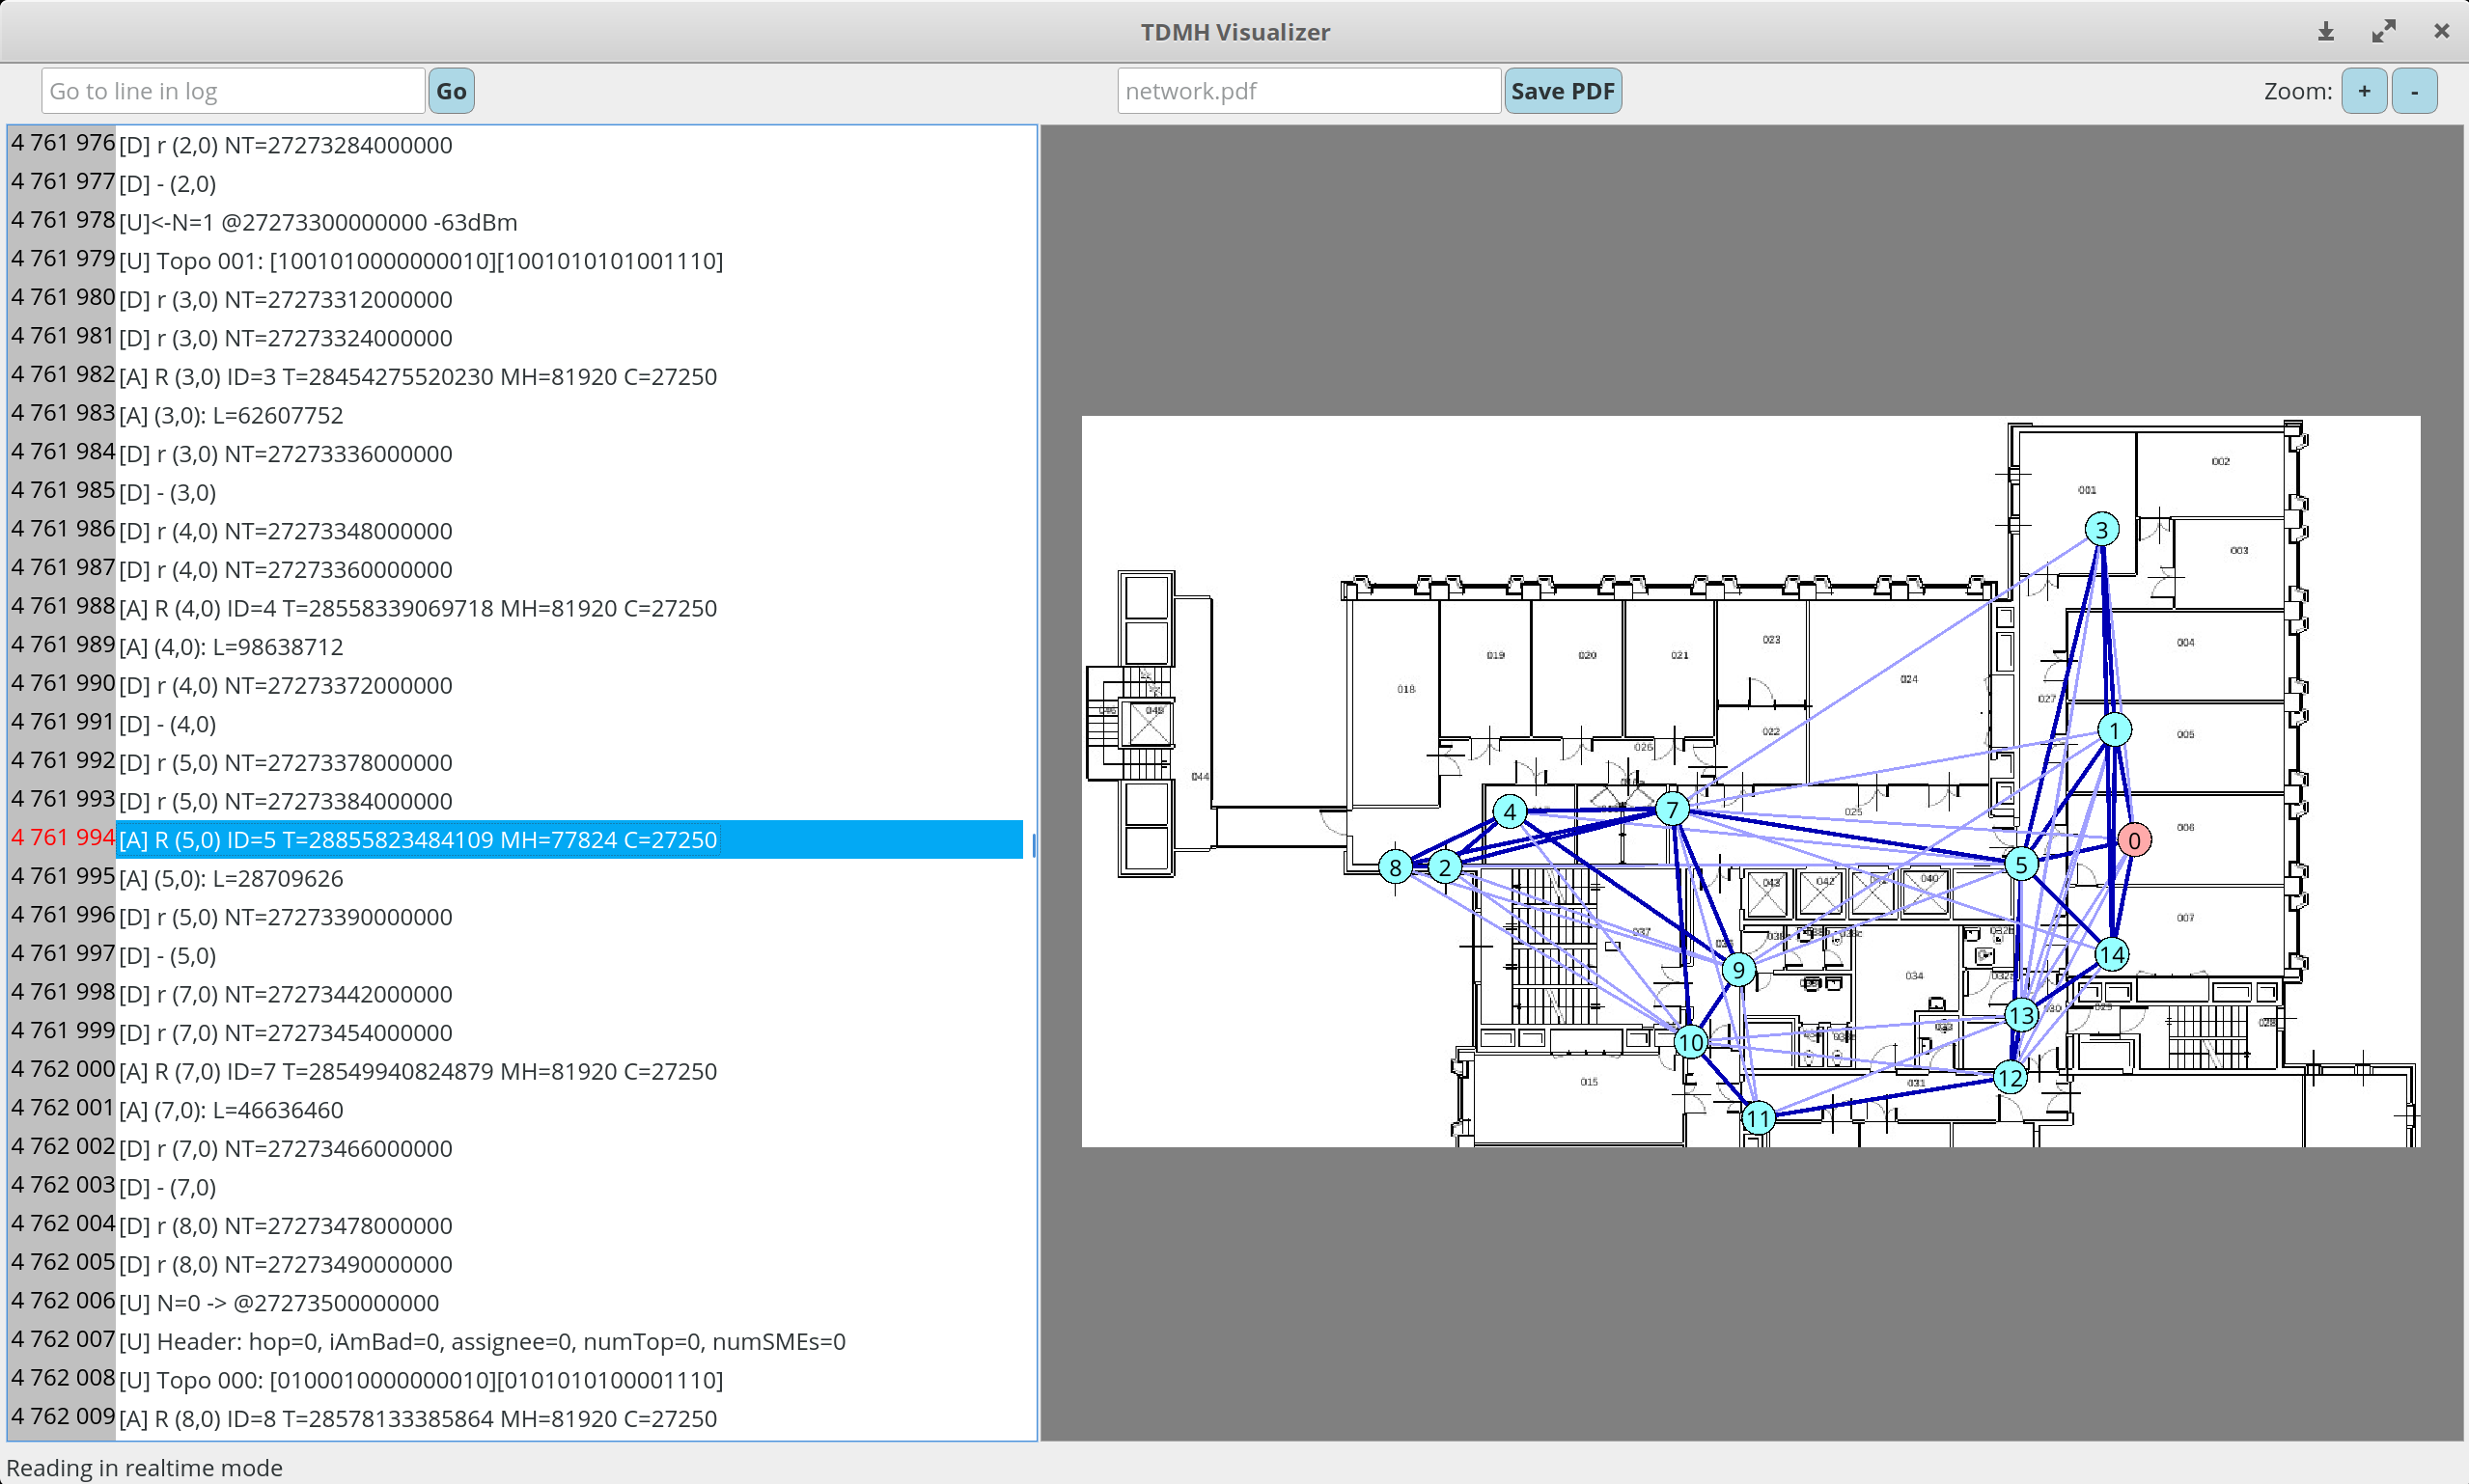 TDMH Visualizer
Go to line in log
Go
network.pdf
Save PDF
Zoom:
+
-
4 761 976 [D] r (2,0) NT=27273284000000
4 761 977 [D] - (2,0)
4 761 978 [U]<-N=1 @27273300000000 -63dBm
4 761 979 [U] Topo 001: [1001010000000010][1001010101001110]
4 761 980 [D] r (3,0) NT=27273312000000
4 761 981 [D] r (3,0) NT=27273324000000
4 761 982 [A] R (3,0) ID=3 T=28454275520230 MH=81920 C=27250
4 761 983 [A] (3,0): L=62607752
4 761 984 [D] r (3,0) NT=27273336000000
4 761 985 [D] - (3,0)
4 761 986 [D] r (4,0) NT=27273348000000
4 761 987 [D] r (4,0) NT=27273360000000
4 761 988 [A] R (4,0) ID=4 T=28558339069718 MH=81920 C=27250
4 761 989 [A] (4,0): L=98638712
4 761 990 [D] r (4,0) NT=27273372000000
4 761 991 [D] - (4,0)
4 761 992 [D] r (5,0) NT=27273378000000
4 761 993 [D] r (5,0) NT=27273384000000
4 761 994 [A] R (5,0) ID=5 T=28855823484109 MH=77824 C=27250
4 761 995 [A] (5,0): L=28709626
4 761 996 [D] r (5,0) NT=27273390000000
4 761 997 [D] - (5,0)
4 761 998 [D] r (7,0) NT=27273442000000
4 761 999 [D] r (7,0) NT=27273454000000
4 762 000 [A] R (7,0) ID=7 T=28549940824879 MH=81920 C=27250
4 762 001 [A] (7,0): L=46636460
4 762 002 [D] r (7,0) NT=27273466000000
4 762 003 [D] - (7,0)
4 762 004 [D] r (8,0) NT=27273478000000
4 762 005 [D] r (8,0) NT=27273490000000
4 762 006 [U] N=0 -> @27273500000000
4 762 007 [U] Header: hop=0, iAmBad=0, assignee=0, numTop=0, numSMEs=0
4 762 008 [U] Topo 000: [0100010000000010][0101010100001110]
4 762 009 [A] R (8,0) ID=8 T=28578133385864 MH=81920 C=27250
002
001
3
003
023
004
019
020
021
024
018
027
1
005
022
026
044
4
7
025
006
0
8
2
5
043
042
040
007
037
14
9
034
13
028
10
12
015
031
11
Reading in realtime mode